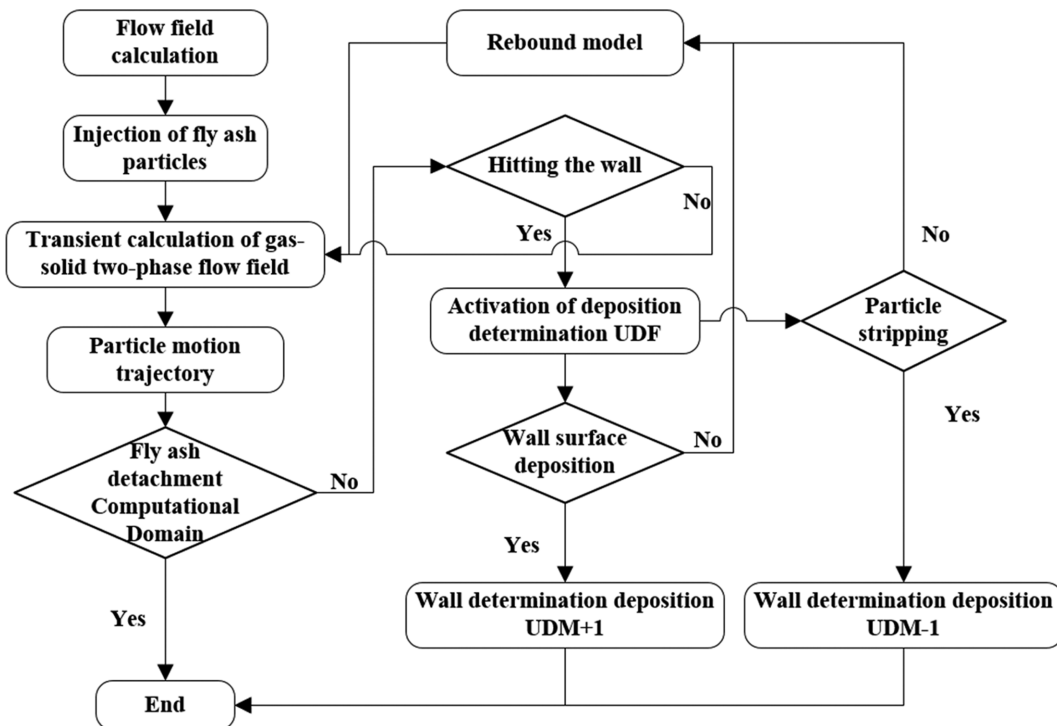 Flow field
calculation
Rebound model
Injection of fly ash
particles
Hitting the wall
No
Yes
Transient calculation of gas-
solid two-phase flow field
No
Activation of deposition
determination UDF
Particle
stripping
Particle motion
trajectory
Yes
Wall surface
deposition
No
Fly ash
detachment
Computational
Domain
No
Yes
Wall determination deposition
UDM+1
Wall determination deposition
UDM-1
Yes
End